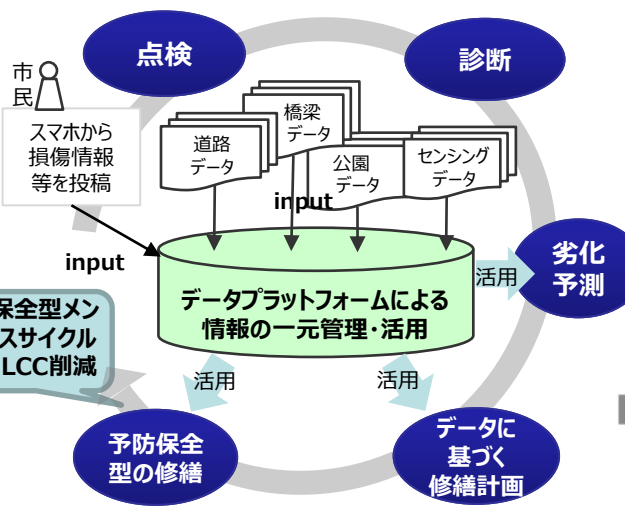 点検
診断
市
民
スマホから
損傷情報
等を投稿
道路
データ
橋梁
データ
公園
データ
センシング
データ
input
input
データプラットフォームによる
情報の一元管理・活用
活用
劣化
予測
保全型メン
スサイクル
LCC削減
活用
活用
予防保全
型の修繕
データに
基づく
修繕計画